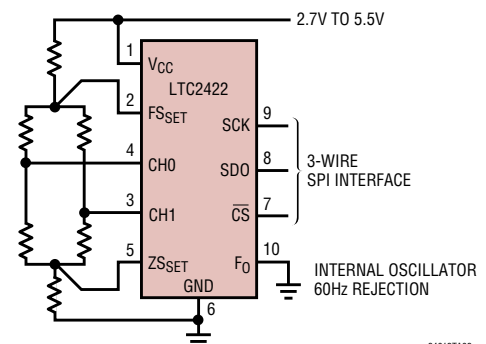 2.7V TO 5.5V
1
VCC
LTC2422
2
FSSET
9
SCK
4
CH0
8
SDO
3-WIRE
SPI INTERFACE
3
CH1
7
CS
5
ZSSET
10
FO
GND
6
INTERNAL OSCILLATOR
60Hz REJECTION